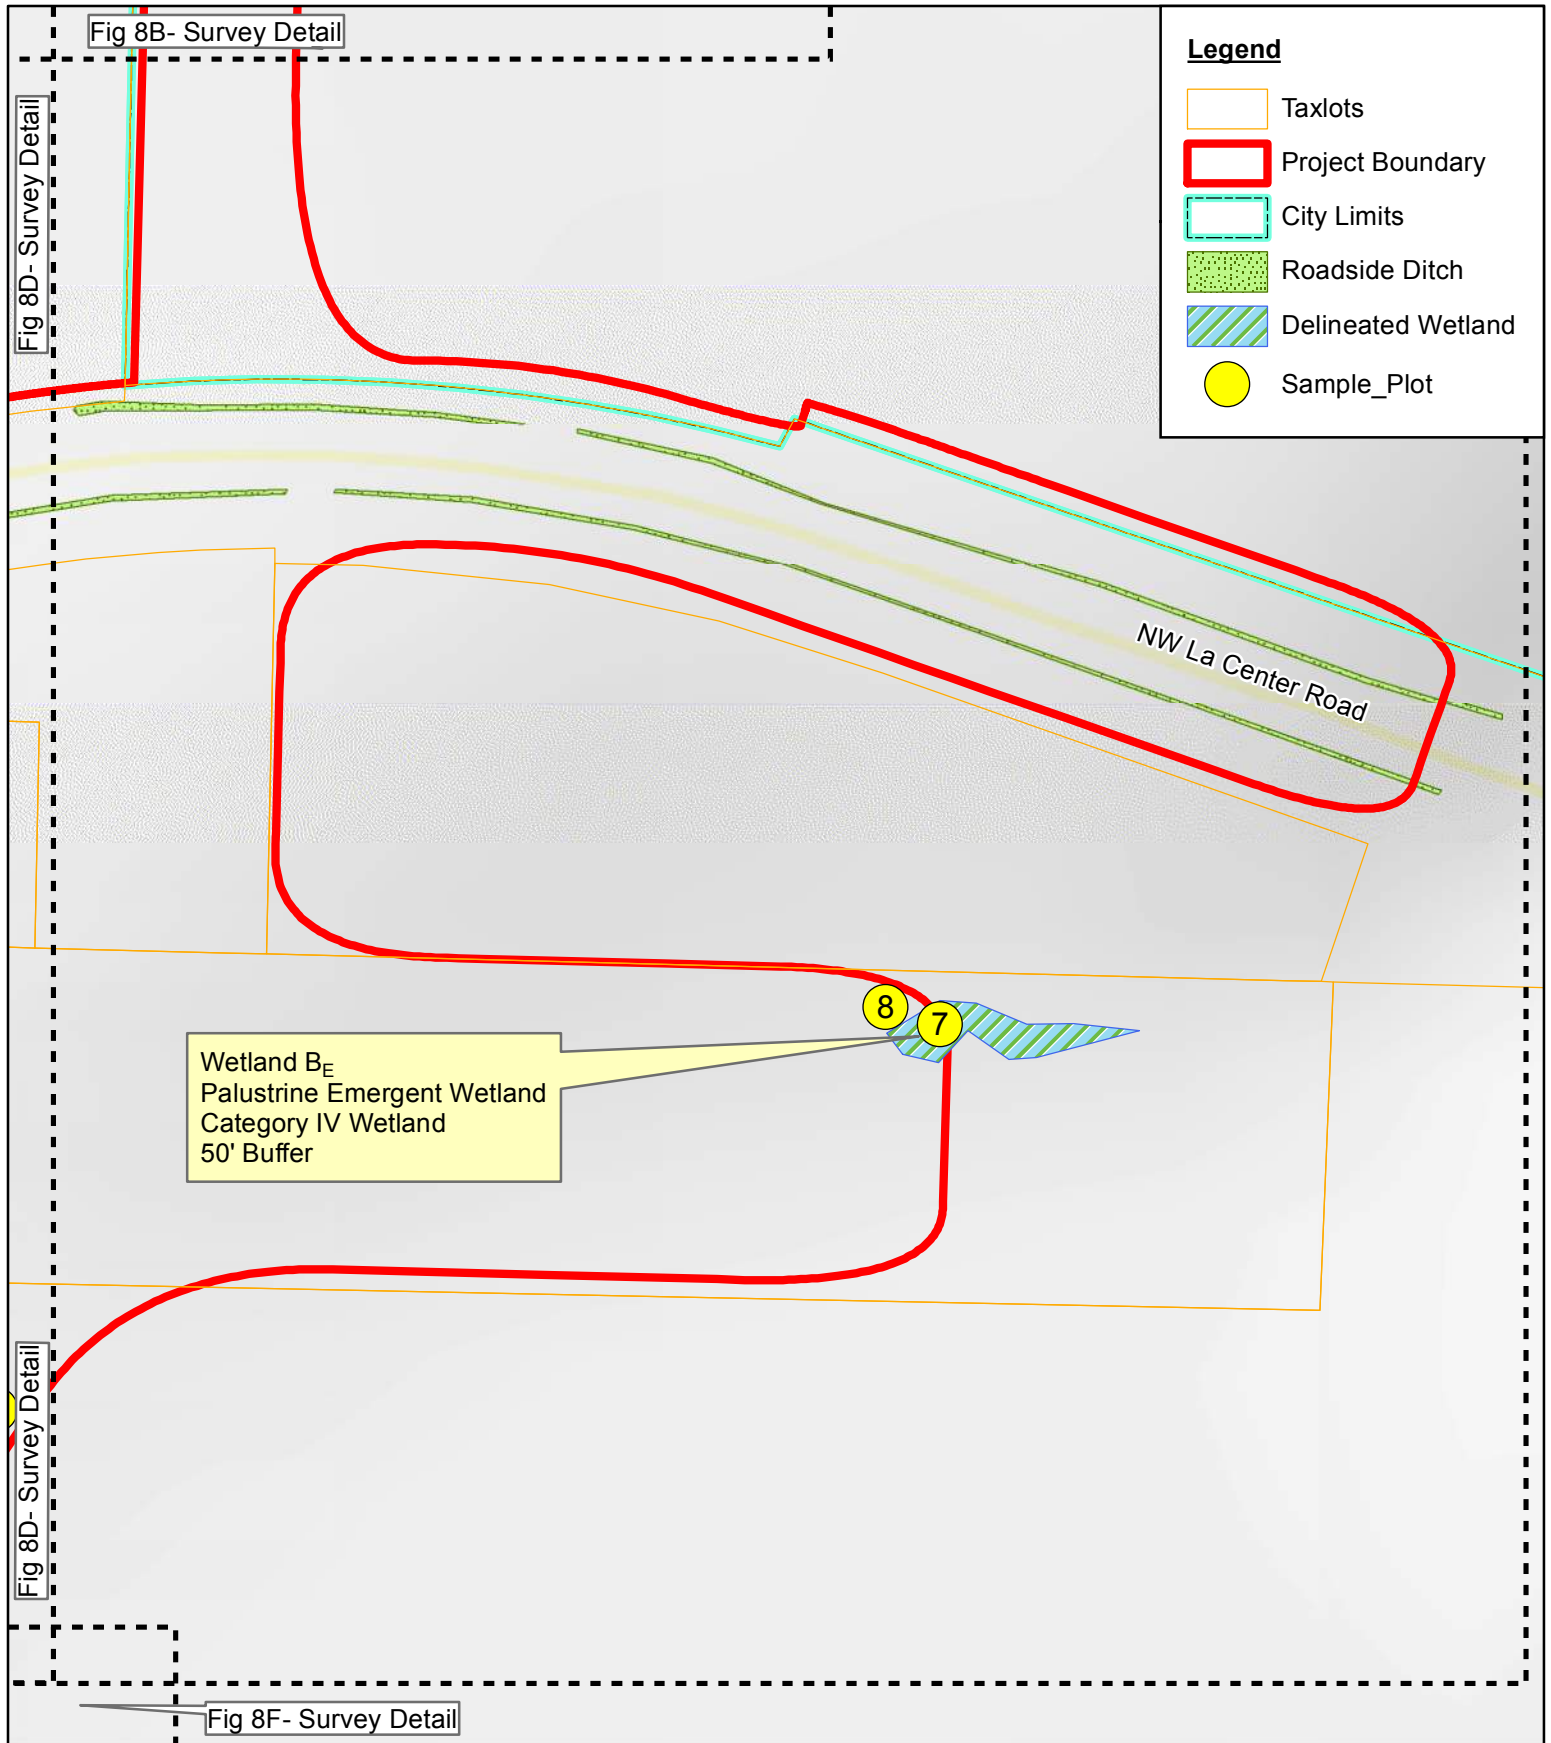 Fig 8B- Survey Detail
Legend
Taxlots
Project Boundary
City Limits
Roadside Ditch
Delineated Wetland
Sample_Plot
Fig 8D- Survey Detail
NW La Center Road
8
7
Wetland B_E
Palustrine Emergent Wetland
Category IV Wetland
50' Buffer
Fig 8D- Survey Detail
Fig 8F- Survey Detail